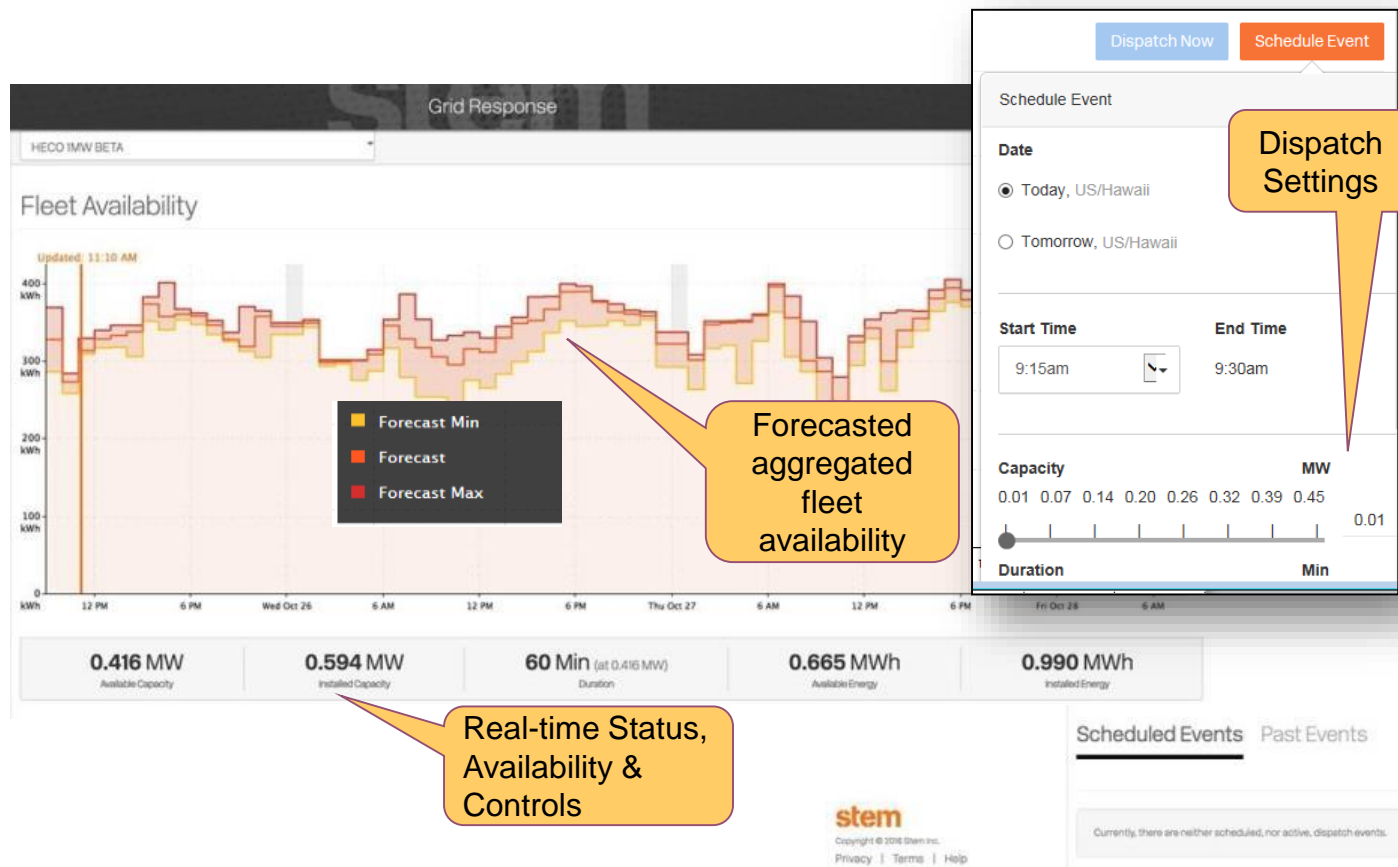 Dispatch Now
Schedule Event
Schedule Event
Date
Today, US/Hawaii
Tomorrow, US/Hawaii
Start Time
End Time
9:15am
9:30am
Capacity
MW
0.01 0.07 0.14 0.20 0.26 0.32 0.39 0.45
0.01
Duration
Min
Dispatch
Settings
stem
Grid Response
HECO 1MW BETA
Fleet Availability
Updated: 11:10 AM
400
kWh
300
kWh
200
kWh
100
kWh
0
kWh
12 PM
6 PM
Wed Oct 26
6 AM
12 PM
6 PM
Thu Oct 27
6 AM
12 PM
6 PM
Fri Oct 28
6 AM
Forecast Min
Forecast
Forecast Max
Forecasted
aggregated
fleet
availability
0.416 MW
Available Capacity
0.594 MW
Installed Capacity
60 Min (at 0.416 MW)
Duration
0.665 MWh
Available Energy
0.990 MWh
Installed Energy
Real-time Status,
Availability &
Controls
Scheduled Events
Past Events
Currently, there are neither scheduled, nor active, dispatch events.
stem
Copyright © 2016 Stem Inc.
Privacy | Terms | Help